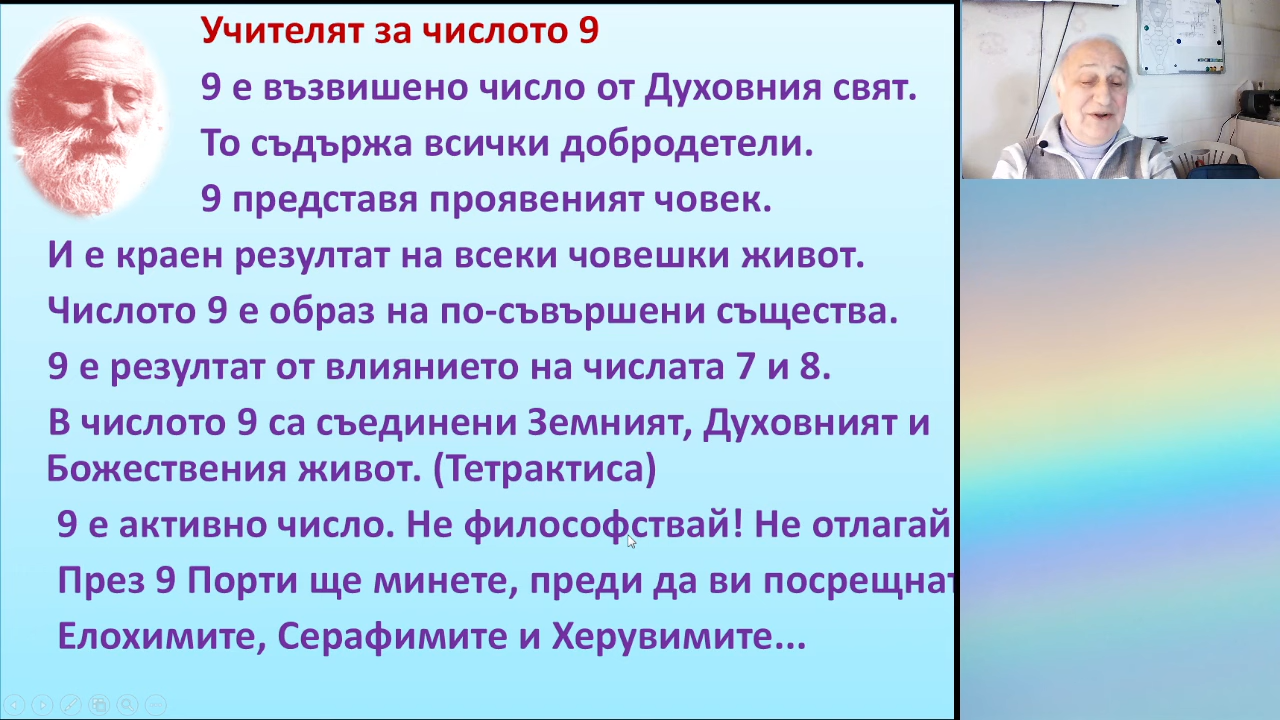 Учителят за числото 9
9 е възвишено число от Духовния свят.
То съдържа всички добродетели.
9 представя проявеният човек.
И е краен резултат на всеки човешки живот.
Числото 9 е образ на по-съвършени същества.
9 е резултат от влиянието на числата 7 и 8.
В числото 9 са съединени Земният, Духовният и
Божествения живот. (Тетрактиса)
9 е активно число. Не философствай! Не отлагай
През 9 Порти ще минете, преди да ви посрещнат
Елохимите, Серафимите и Херувимите...